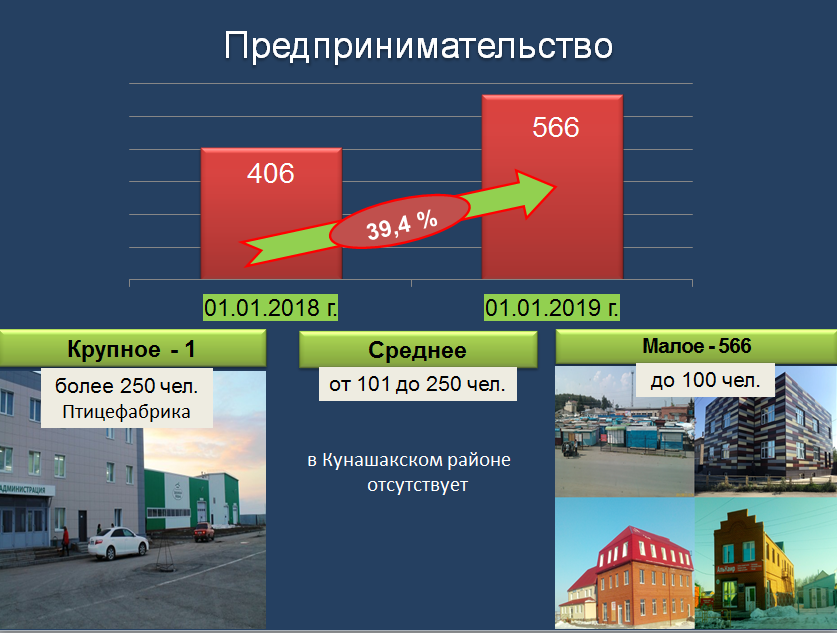 Предпринимательство
406
566
39,4 %
01.01.2018 г.
01.01.2019 г.
Крупное - 1
более 250 чел.
Птицефабрика
АДМИНИСТРАЦИЯ
Среднее
от 101 до 250 чел.
в Кунашакском районе
отсутствует
Малое - 566
до 100 чел.